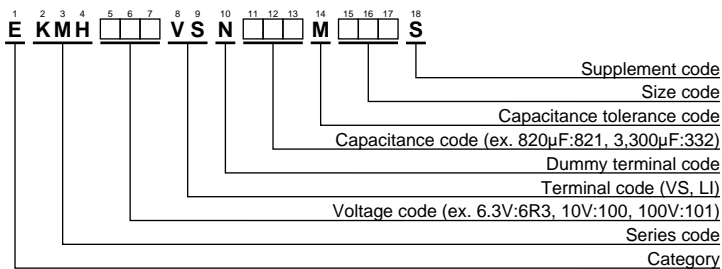 1 2 3 4 5 6 7 8 9 10 11 12 13 14 15 16 17 18
E KMH VS N M S
Supplement code
Size code
Capacitance tolerance code
Capacitance code (ex. 820μF:821, 3,300μF:332)
Dummy terminal code
Terminal code (VS, LI)
Voltage code (ex. 6.3V:6R3, 10V:100, 100V:101)
Series code
Category